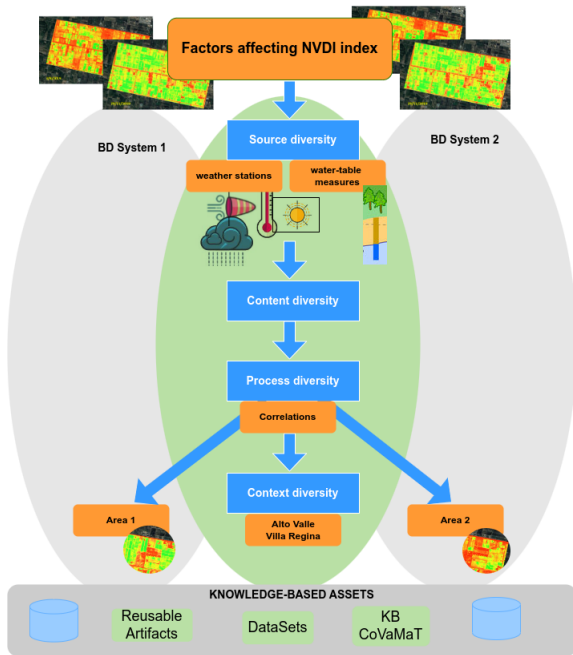 Factors affecting NVDI index
BD System 1
BD System 2
Source diversity
weather stations
water-table
measures
Content diversity
Process diversity
Correlations
Context diversity
Area 1
Alto Valle
Villa Regina
Area 2
KNOWLEDGE-BASED ASSETS
Reusable
Artifacts
DataSets
KB
CoVaMaT